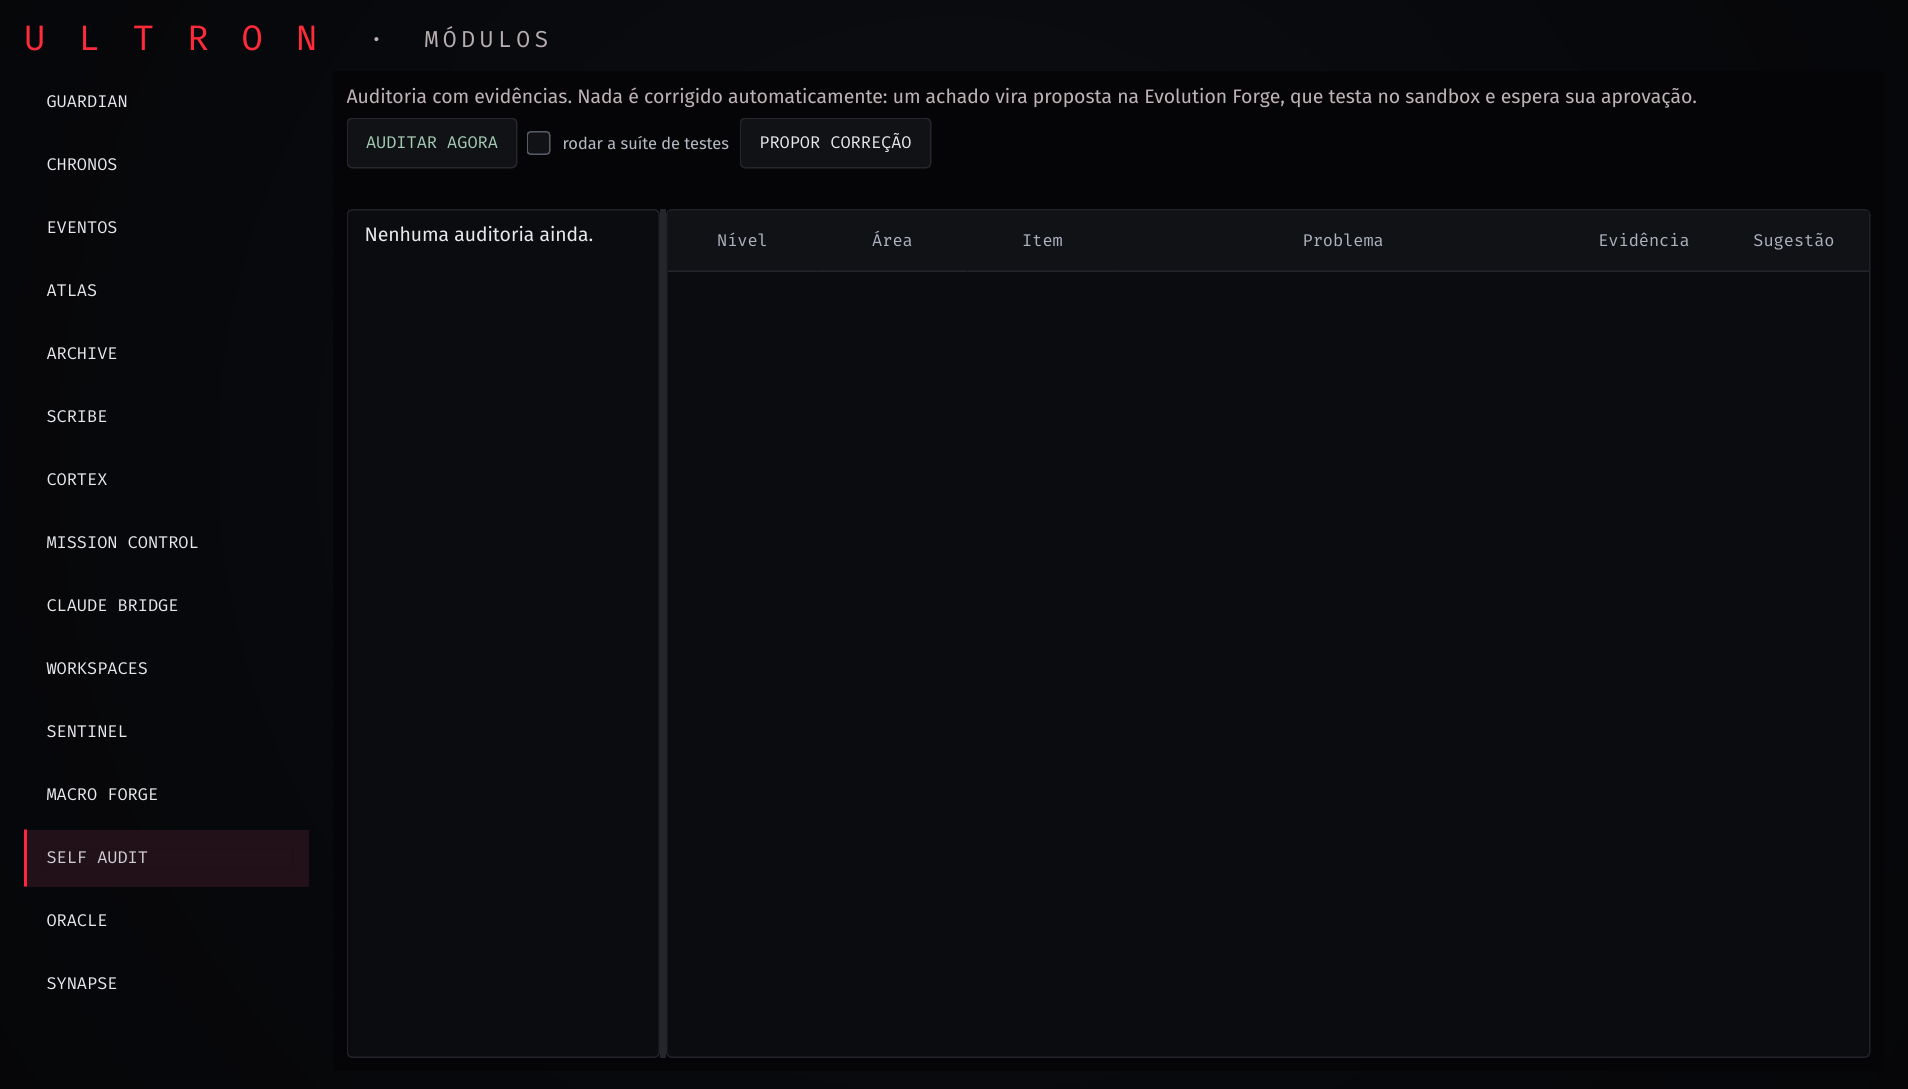 ULTRON · MÓDULOS
GUARDIAN
CHRONOS
EVENTOS
ATLAS
ARCHIVE
SCRIBE
CORTEX
MISSION CONTROL
CLAUDE BRIDGE
WORKSPACES
SENTINEL
MACRO FORGE
SELF AUDIT
ORACLE
SYNAPSE
Auditoria com evidências. Nada é corrigido automaticamente: um achado vira proposta na Evolution Forge, que testa no sandbox e espera sua aprovação.
AUDITAR AGORA rodar a suíte de testes PROPOR CORREÇÃO
Nenhuma auditoria ainda.
Nível Área Item Problema Evidência Sugestão